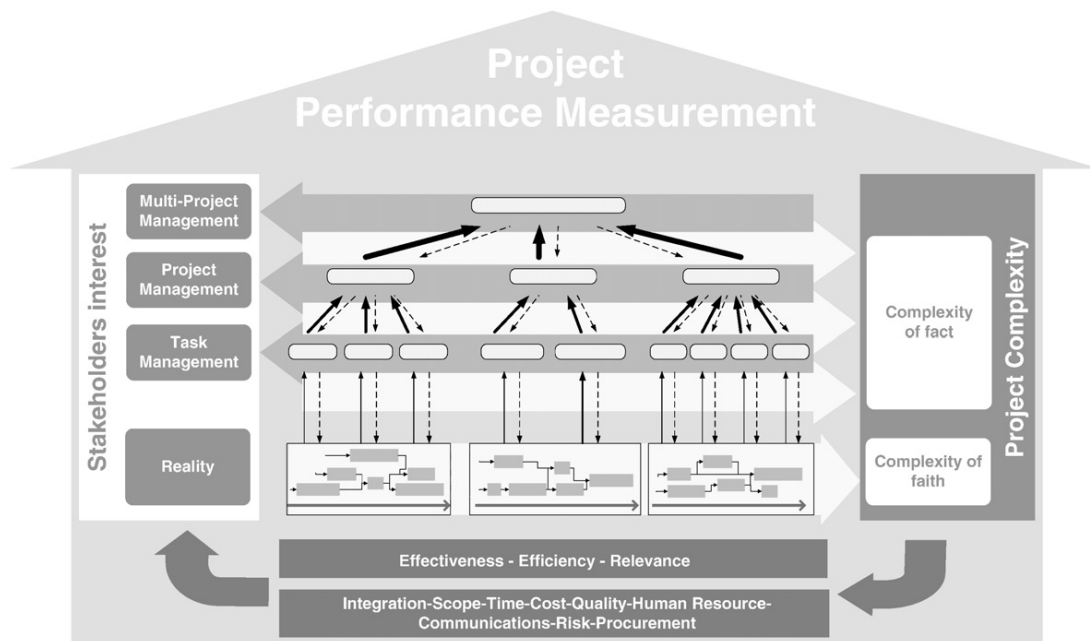 Project
Performance Measurement
Stakeholders interest
Multi-Project
Management
Project
Management
Task
Management
Reality
Complexity
of fact
Complexity of
faith
Project Complexity
Effectiveness - Efficiency - Relevance
Integration-Scope-Time-Cost-Quality-Human Resource-
Communications-Risk-Procurement